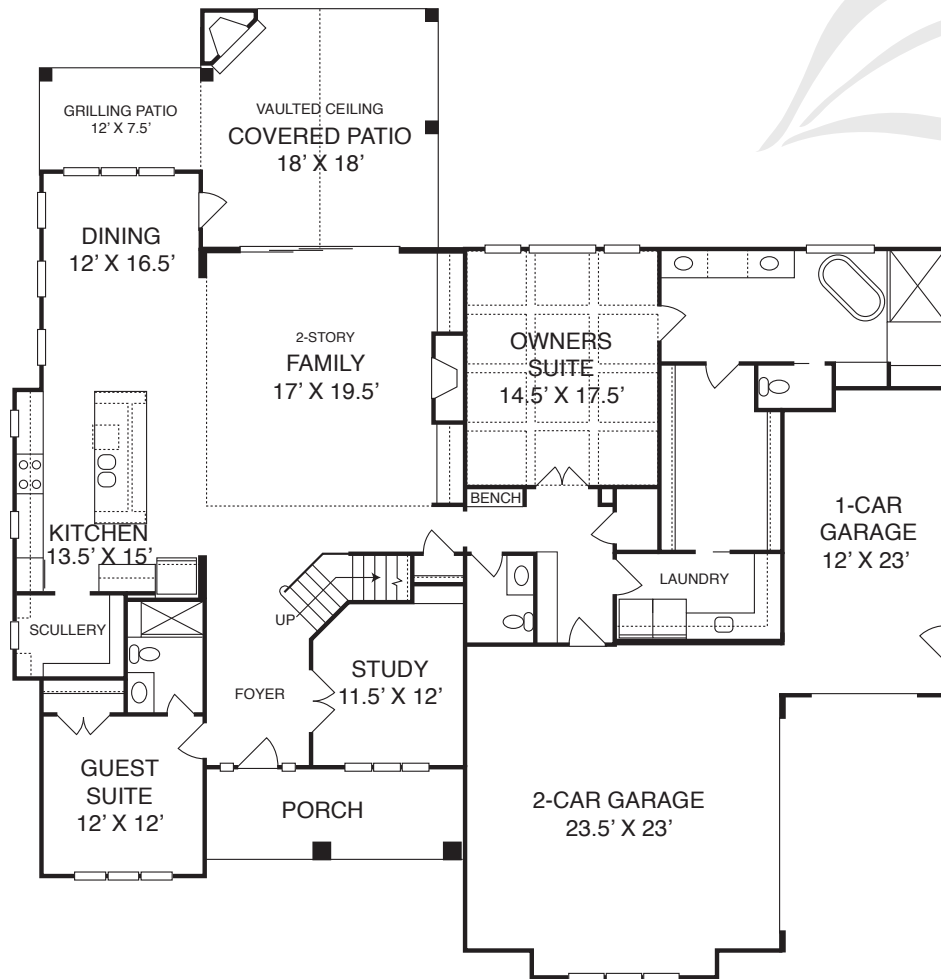 GRILLING PATIO
12’ X 7.5’
VAULTED CEILING
COVERED PATIO
18’ X 18’
DINING
12’ X 16.5’
2-STORY
FAMILY
17’ X 19.5’
OWNERS
SUITE
14.5’ X 17.5’
BENCH
KITCHEN
13.5’ X 15’
1-CAR
GARAGE
12’ X 23’
LAUNDRY
SCULLERY
UP
FOYER
STUDY
11.5’ X 12’
GUEST
SUITE
12’ X 12’
PORCH
2-CAR GARAGE
23.5’ X 23’